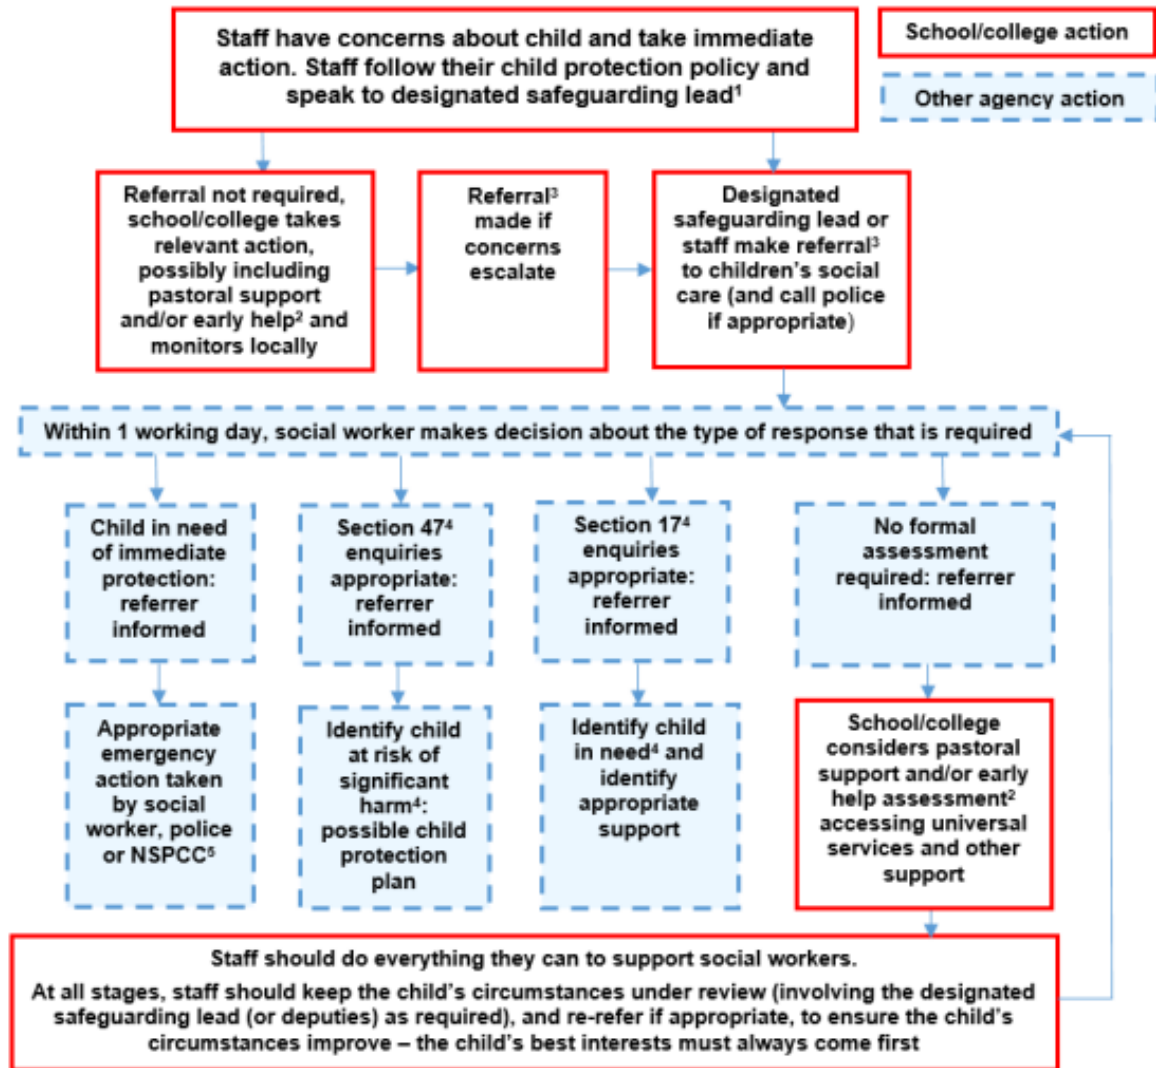 Staff have concerns about child and take immediate
action. Staff follow their child protection policy and
speak to designated safeguarding lead¹
School/college action
Other agency action
Referral not required,
school/college takes
relevant action,
possibly including
pastoral support
and/or early help² and
monitors locally
Referral³
made if
concerns
escalate
Designated
safeguarding lead or
staff make referral³
to children's social
care (and call police
if appropriate)
Within 1 working day, social worker makes decision about the type of response that is required
Child in need
of immediate
protection:
referrer
informed
Section 47⁴
enquiries
appropriate:
referrer
informed
Section 17⁴
enquiries
appropriate:
referrer
informed
No formal
assessment
required: referrer
informed
Appropriate
emergency
action taken
by social
worker, police
or NSPCC⁵
Identify child
at risk of
significant
harm⁴:
possible child
protection
plan
Identify child
in need⁴ and
identify
appropriate
support
School/college
considers pastoral
support and/or early
help assessment²
accessing universal
services and other
support
Staff should do everything they can to support social workers.
At all stages, staff should keep the child's circumstances under review (involving the designated
safeguarding lead (or deputies) as required), and re-refer if appropriate, to ensure the child's
circumstances improve – the child's best interests must always come first